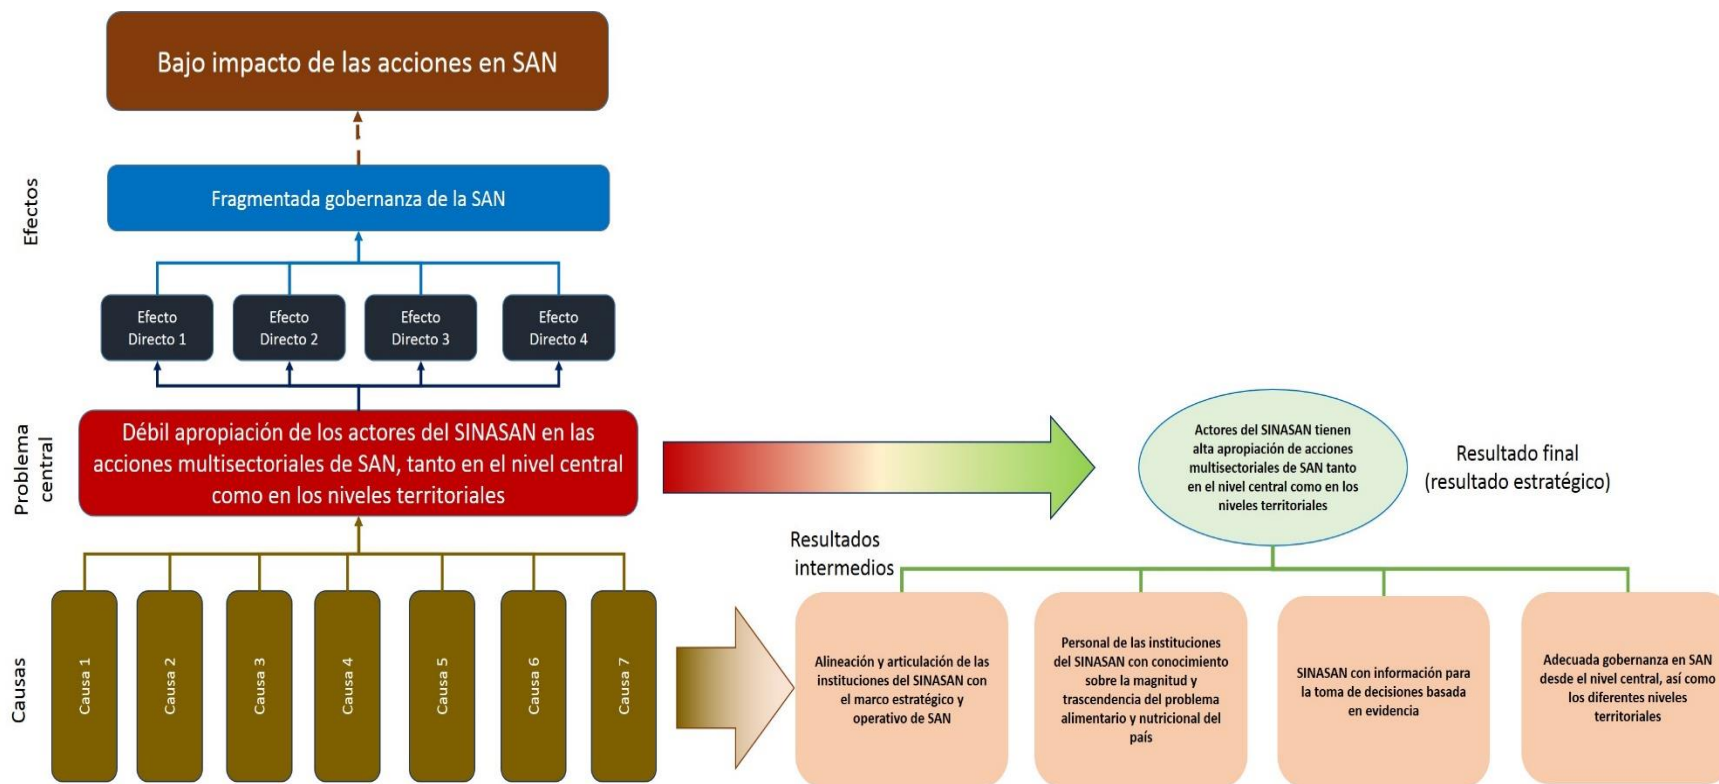 Bajo impacto de las acciones en SAN
Efectos
Fragmentada gobernanza de la SAN
Efecto
Directo 1
Efecto
Directo 2
Efecto
Directo 3
Efecto
Directo 4
Problema
central
Débil apropiación de los actores del SINASAN en las
acciones multisectoriales de SAN, tanto en el nivel central
como en los niveles territoriales
Actores del SINASAN tienen
alta apropiación de acciones
multisectoriales de SAN tanto
en el nivel central como en los
niveles territoriales
Resultado final
(resultado estratégico)
Causas
Causa 1
Causa 2
Causa 3
Causa 4
Causa 5
Causa 6
Causa 7
Resultados
intermedios
Alineación y articulación de las
instituciones del SINASAN con
el marco estratégico y
operativo de SAN
Personal de las instituciones
del SINASAN con conocimiento
sobre la magnitud y
trascendencia del problema
alimentario y nutricional del
país
SINASAN con información para
la toma de decisiones basada
en evidencia
Adecuada gobernanza en SAN
desde el nivel central, así como
los diferentes niveles
territoriales